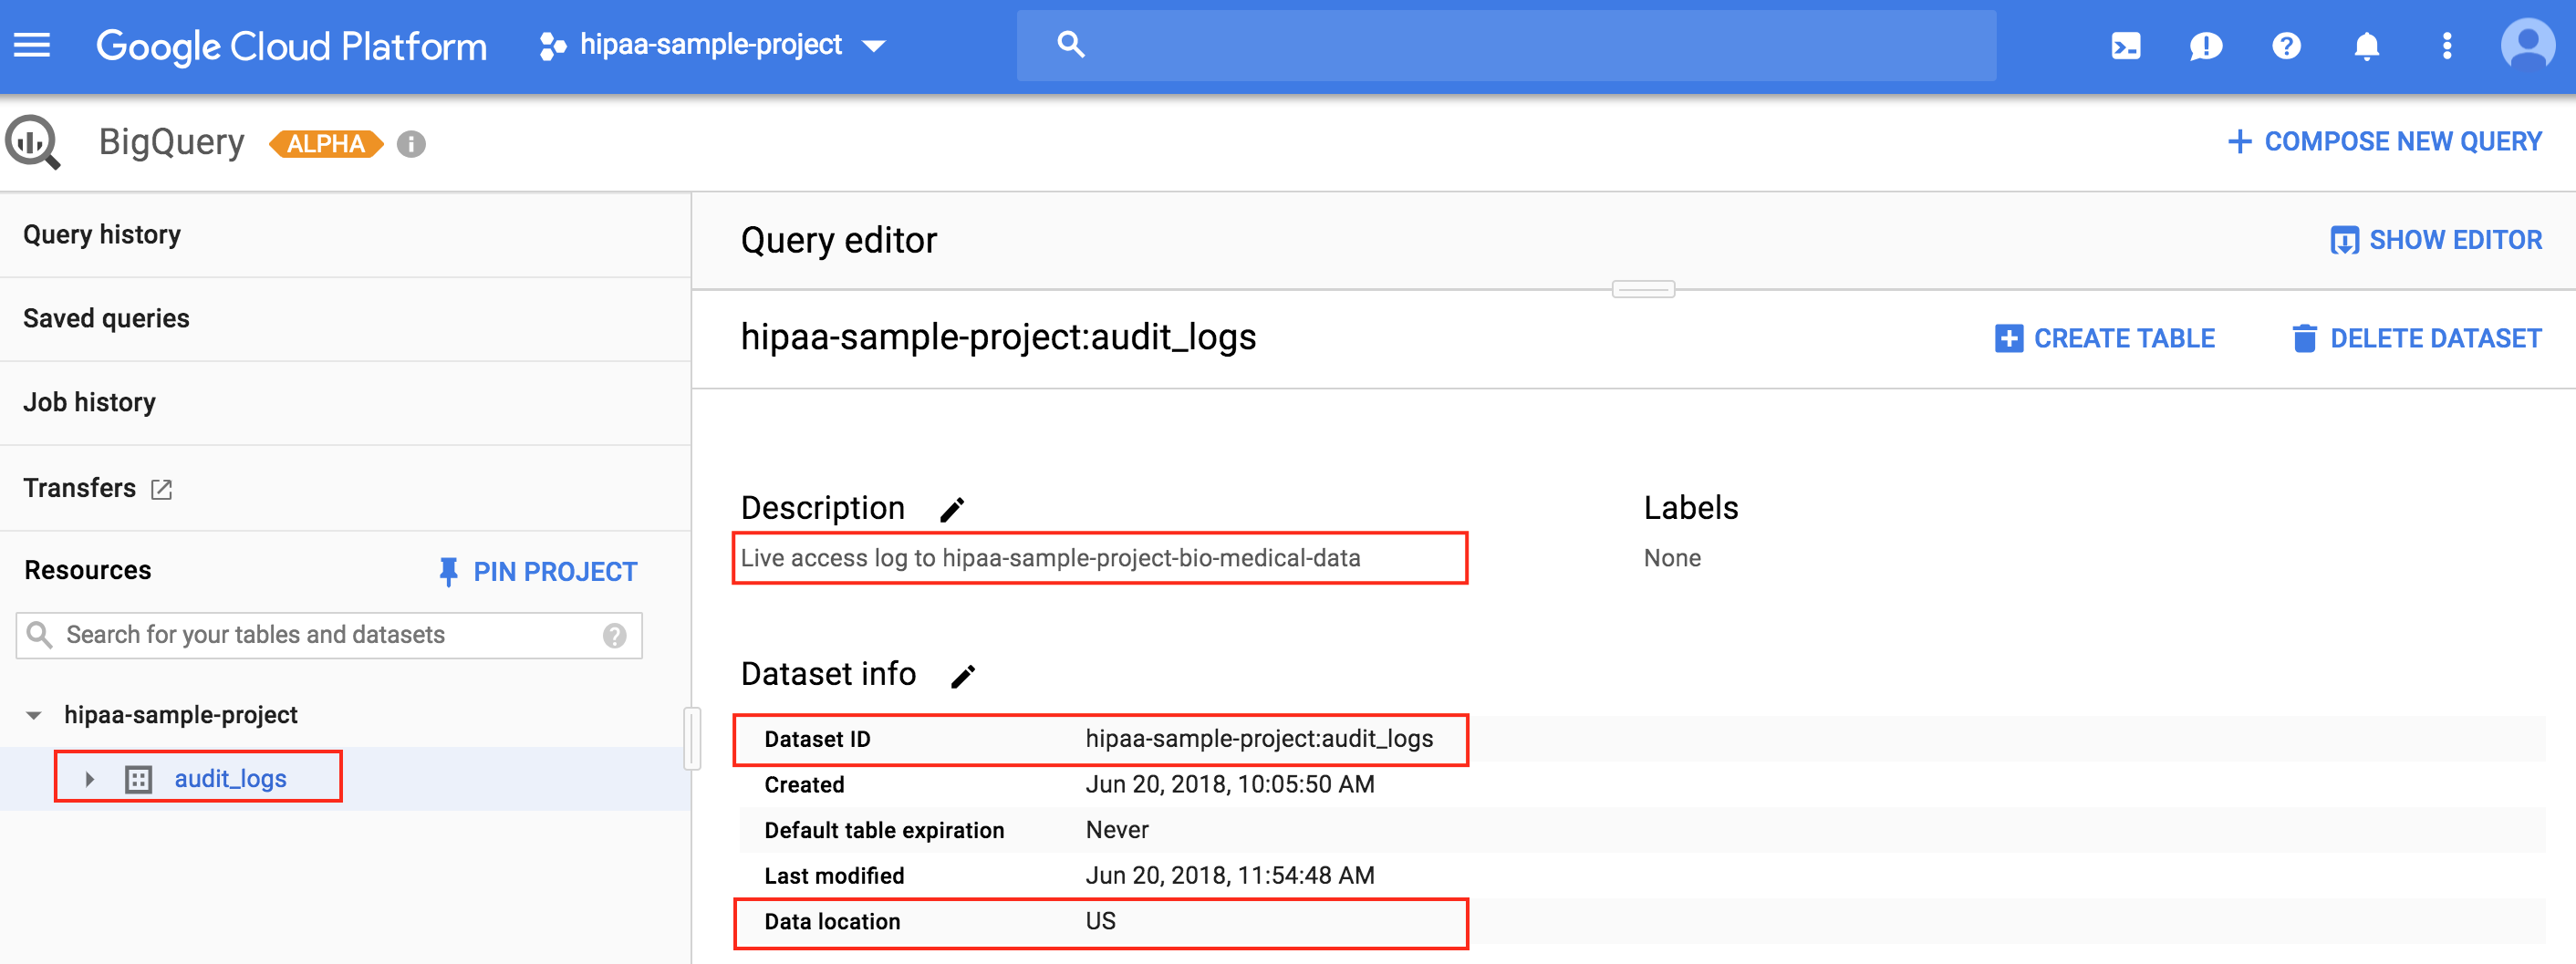 Google Cloud Platform
hipaa-sample-project
BigQuery ALPHA
COMPOSE NEW QUERY
Query history
Saved queries
Job history
Transfers
Resources
PIN PROJECT
Search for your tables and datasets
hipaa-sample-project
audit_logs
Query editor
SHOW EDITOR
hipaa-sample-project:audit_logs
CREATE TABLE
DELETE DATASET
Description
Live access log to hipaa-sample-project-bio-medical-data
Labels
None
Dataset info
Dataset ID hipaa-sample-project:audit_logs
Created Jun 20, 2018, 10:05:50 AM
Default table expiration Never
Last modified Jun 20, 2018, 11:54:48 AM
Data location US